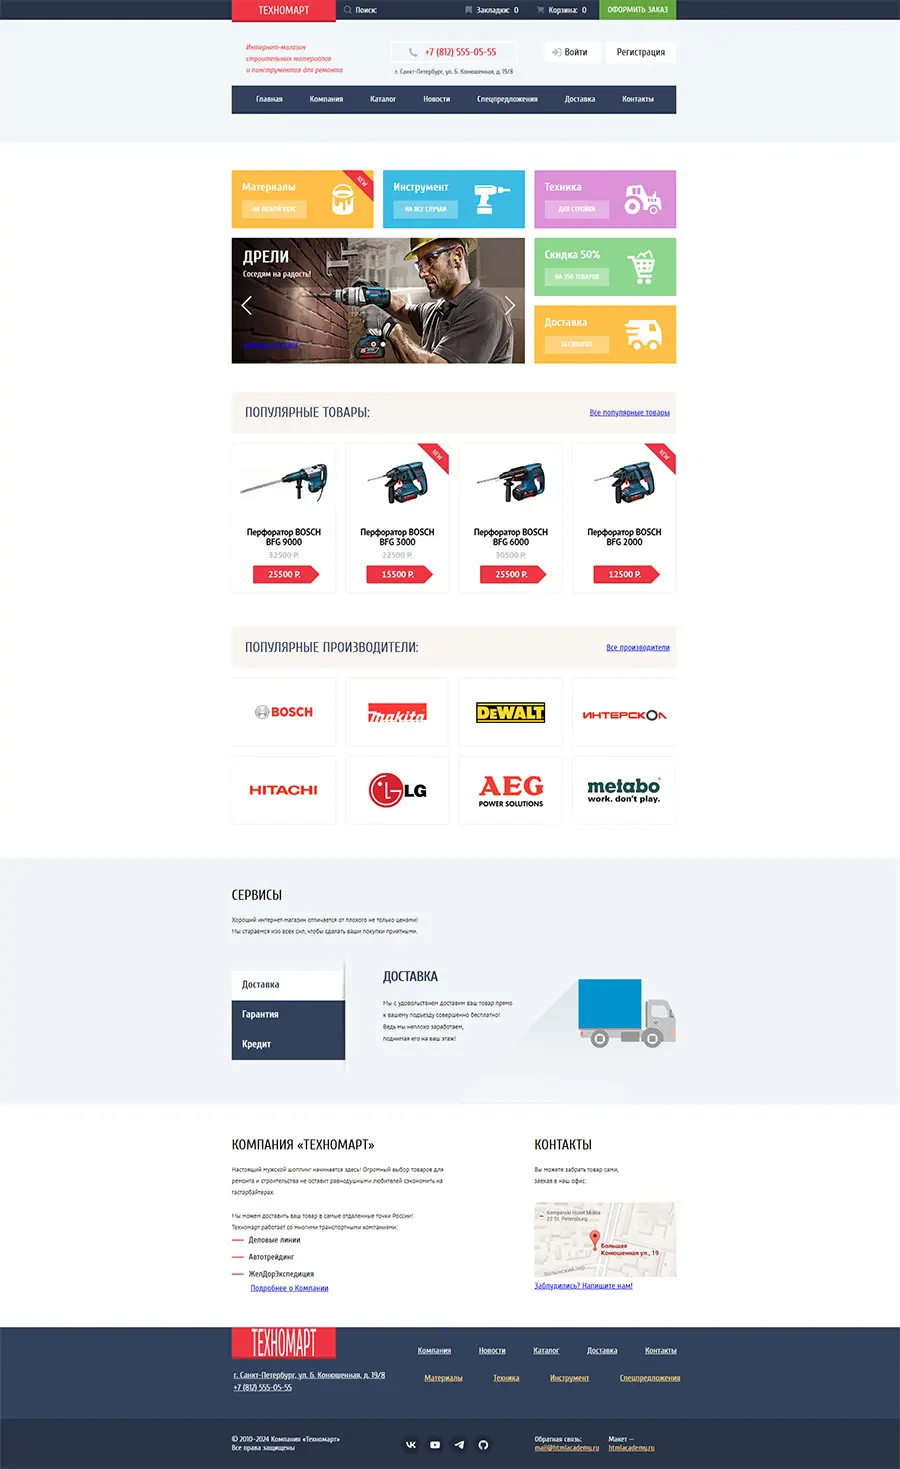 ТЕХНОМАРТ
Поиск:
Закладки: 0
Корзина: 0
ОФОРМИТЬ ЗАКАЗ
Интернет-магазин
строительных материалов
и пинструментов для ремонта
+7 (812) 555-05-55
г. Санкт-Петербург, ул. Б. Конюшенная, д. 19/8
Войти
Регистрация
Главная
Компания
Каталог
Новости
Спецпредложения
Доставка
Контакты
Материалы
НА ЛЮБОЙ ВКУС
NEW
Инструмент
НА ВСЕ СЛУЧАИ
Техника
ДЛЯ СТРОЙКИ
ДРЕЛИ
Соседям на радость!
Скидка 50%
НА 350 ТОВАРОВ
Доставка
БЕСПЛАТНО
ПОПУЛЯРНЫЕ ТОВАРЫ:
Все популярные товары
NEW
NEW
Перфоратор BOSCH
BFG 9000
32500 Р.
25500 Р.
Перфоратор BOSCH
BFG 3000
22500 Р.
15500 Р.
Перфоратор BOSCH
BFG 6000
30500 Р.
25500 Р.
Перфоратор BOSCH
BFG 2000
12500 Р.
ПОПУЛЯРНЫЕ ПРОИЗВОДИТЕЛИ:
Все производители
BOSCH
makita
DEWALT
ИНТЕРСКОЛ
HITACHI
LG
AEG
POWER SOLUTIONS
metabo
work. don't play.
СЕРВИСЫ
Хороший интернет-магазин отличается от плохого не только ценами!
Мы стараемся изо всех сил, чтобы сделать ваши покупки приятными.
Доставка
Гарантия
Кредит
ДОСТАВКА
Мы с удовольствием доставим ваш товар прямо
к вашему подъезду совершенно бесплатно!
Ведь мы неплохо заработаем,
поднимая его на ваш этаж!
КОМПАНИЯ «ТЕХНОМАРТ»
Настоящий мужской шоппинг начинается здесь! Огромный выбор товаров для
ремонта и строительства не оставит равнодушными любителей сэкономить на
гастарбайтерах.
Мы можем доставить ваш товар в самые отдаленные точки России!
Техномарт работает со многими транспортными компаниями:
Деловые линии
Автотрейдинг
ЖелДорЭкспедиция
Подробнее о Компании
КОНТАКТЫ
Вы можете забрать товар сами,
заехав в наш офис:
Kempinski Hotel Moika
22 St. Petersburg
Большая
Конюшенная ул., 19
Волынский пер
Заблудились? Напишите нам!
ТЕХНОМАРТ
г. Санкт-Петербург, ул. Б. Конюшенная, д. 19/8
+7 (812) 555-05-55
Компания
Новости
Каталог
Доставка
Контакты
Материалы
Техника
Инструмент
Спецпредложения
© 2010–2024 Компания «Техномарт»
Все права защищены
Обратная связь:
mail@htmlacademy.ru
Макет —
htmlacademy.ru